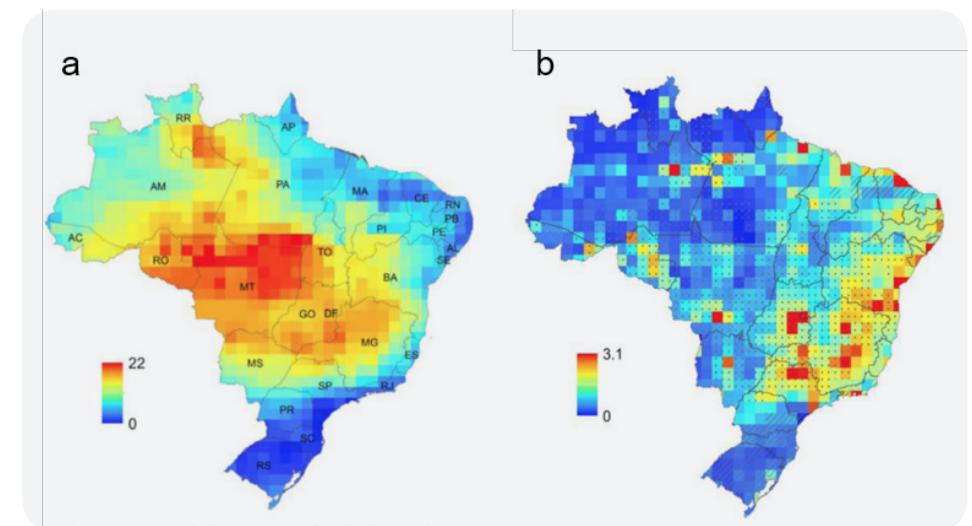 a
b
RR
AP
AM
PA
MA
CE
RN
PB
PI
PE
AC
AL
TO
SE
RO
BA
MT
GO
DF
MG
ES
MS
22
3.1
SP
RJ
PR
0
0
SC
RS